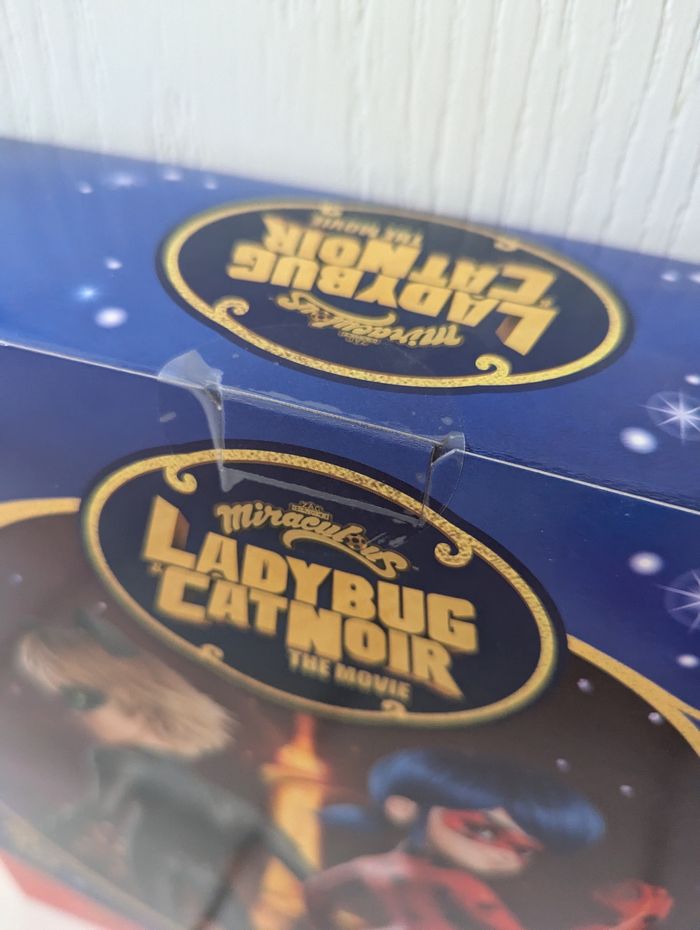 THE MOVIE
& CATNOIR
LADYBUG
miraculous
miraculous
LADYBUG
& CATNOIR
THE MOVIE